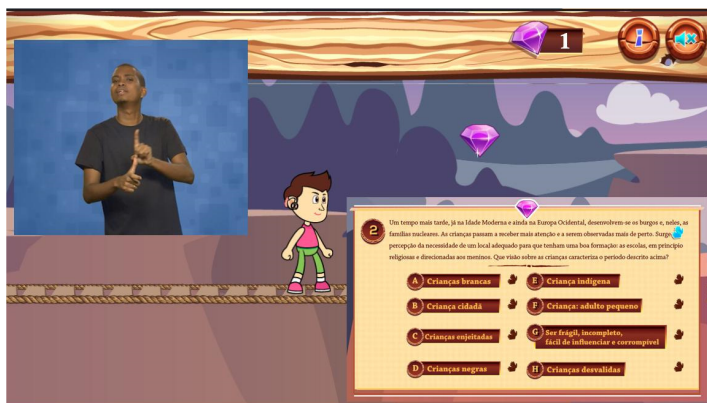 1
2
Um tempo mais tarde, já na Idade Moderna e ainda na Europa Ocidental, desenvolvem-se os burgos e, neles, as
famílias nucleares. As crianças passam a receber mais atenção e a serem observadas mais de perto. Surge, a
percepção da necessidade de um local adequado para que tenham uma boa formação: as escolas, em princípio
religiosas e direcionadas aos meninos. Que visão sobre as crianças caracteriza o período descrito acima?
A Crianças brancas
E Criança indígena
B Criança cidadã
F Criança: adulto pequeno
C Crianças enjeitadas
G Ser frágil, incompleto,
fácil de influenciar e corrompível
D Crianças negras
H Crianças desvalidas